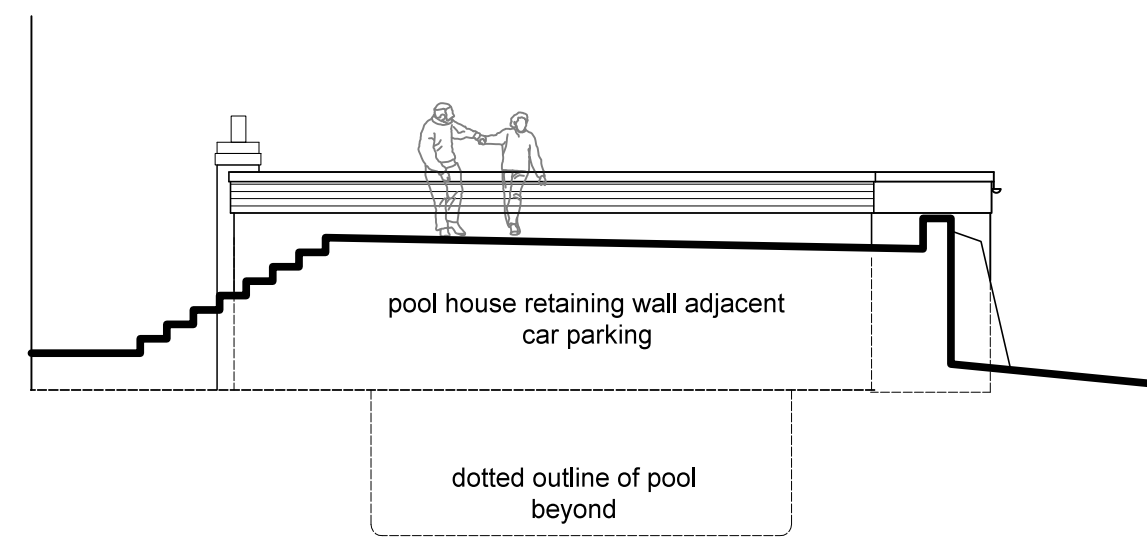 pool house retaining wall adjacent
car parking
dotted outline of pool
beyond